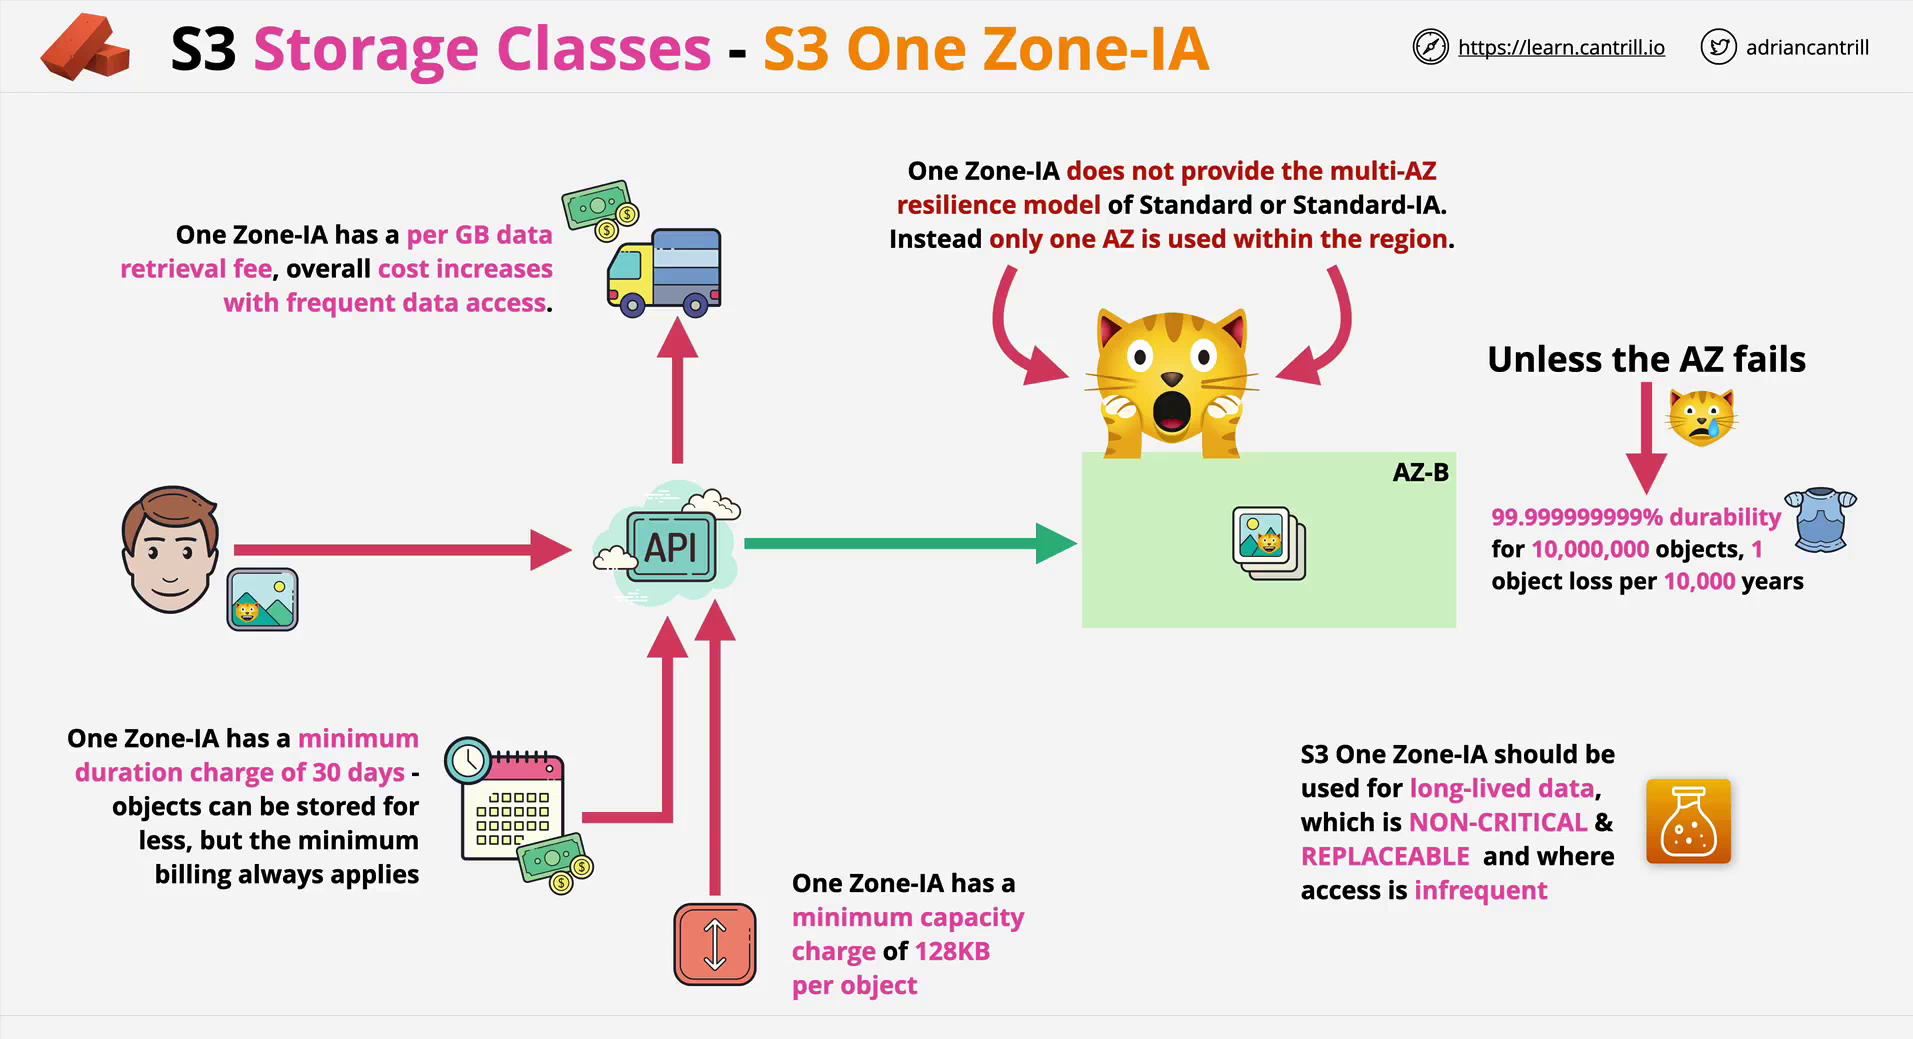 S3 Storage Classes - S3 One Zone-IA
https://learn.cantrill.io
adriancantrill
One Zone-IA has a per GB data
retrieval fee, overall cost increases
with frequent data access.
One Zone-IA does not provide the multi-AZ
resilience model of Standard or Standard-IA.
Instead only one AZ is used within the region.
Unless the AZ fails
AZ-B
99.999999999% durability
for 10,000,000 objects, 1
object loss per 10,000 years
API
One Zone-IA has a minimum
duration charge of 30 days -
objects can be stored for
less, but the minimum
billing always applies
One Zone-IA has a
minimum capacity
charge of 128KB
per object
S3 One Zone-IA should be
used for long-lived data,
which is NON-CRITICAL &
REPLACEABLE and where
access is infrequent